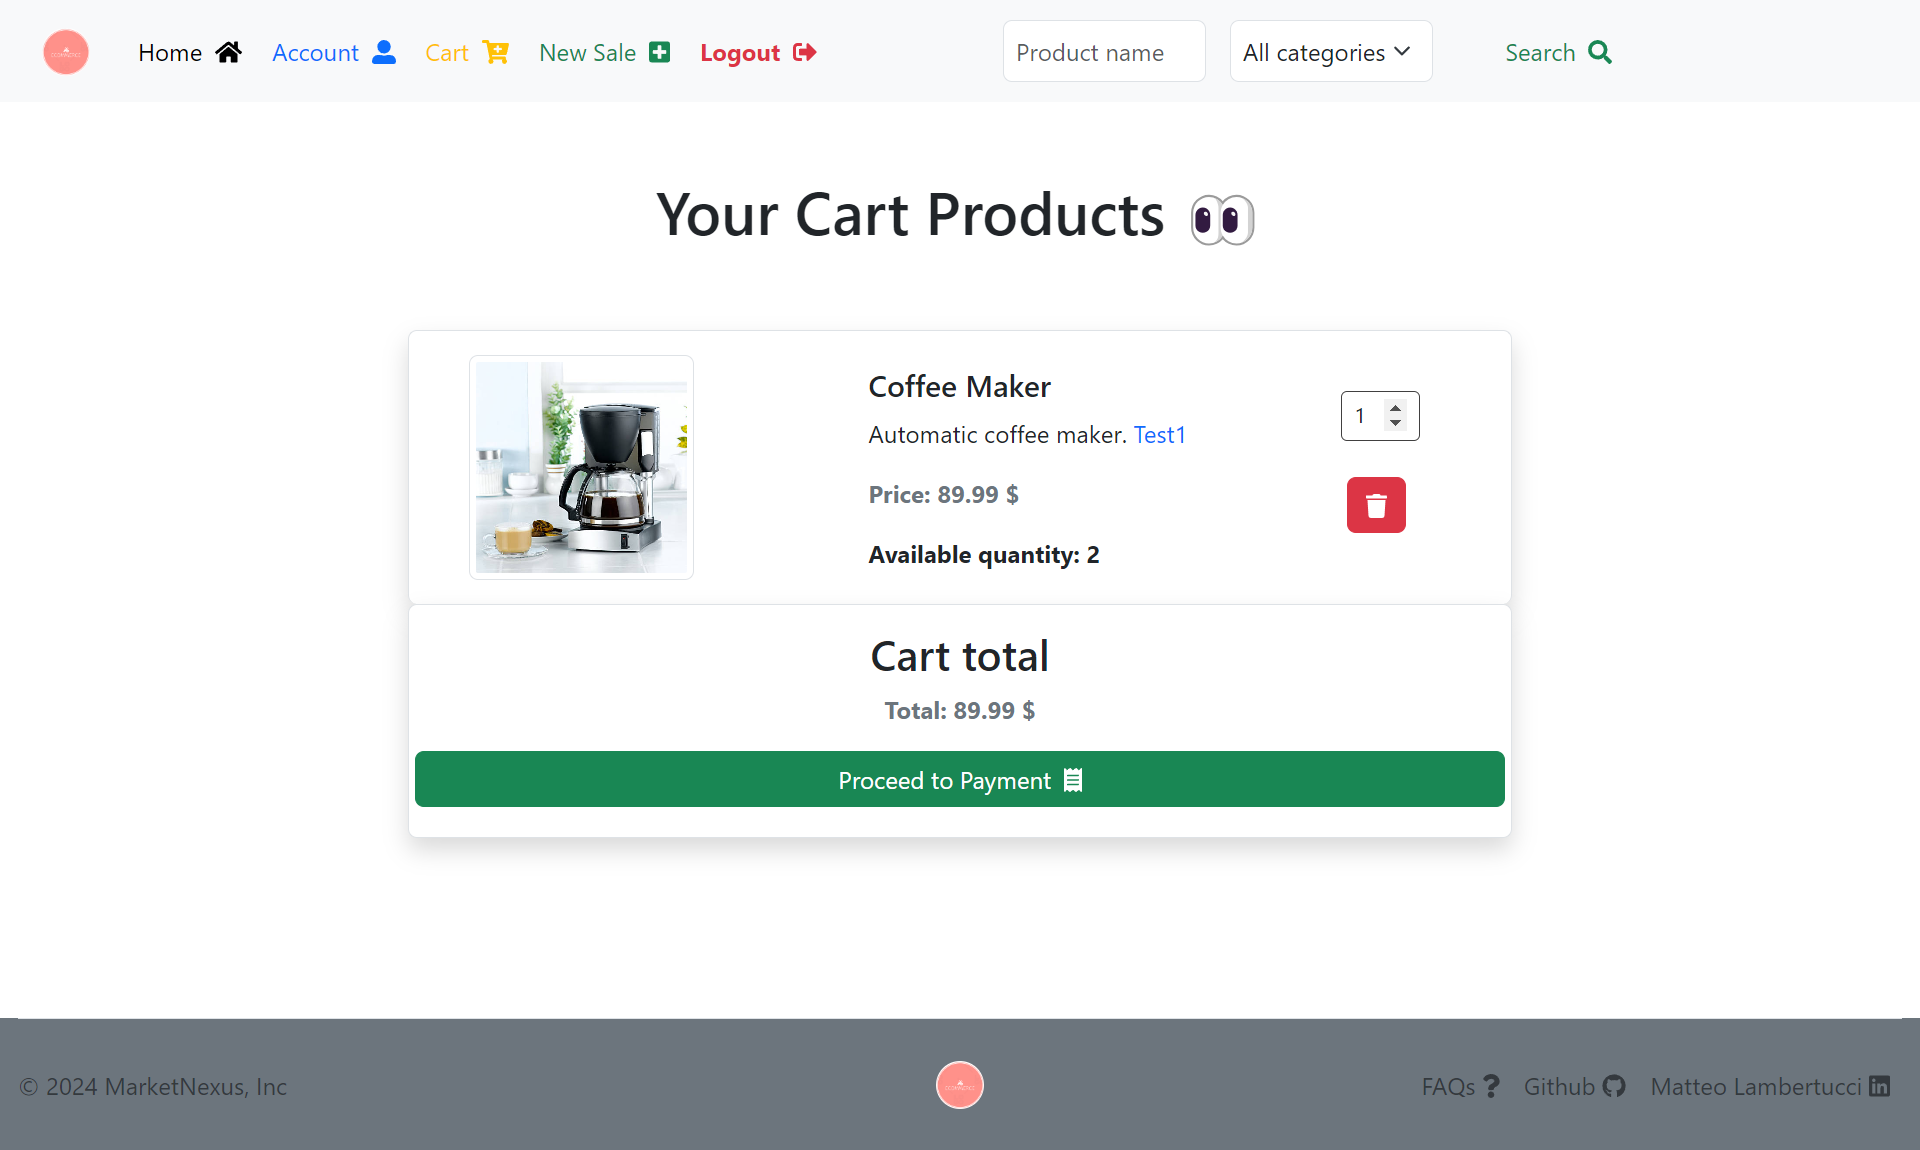 Home
Account
Cart
New Sale
Logout
Product name
All categories
Search
Your Cart Products
Coffee Maker
Automatic coffee maker. Test1
Price: 89.99 $
Available quantity: 2
1
Cart total
Total: 89.99 $
Proceed to Payment
© 2024 MarketNexus, Inc
FAQs
Github
Matteo Lambertucci